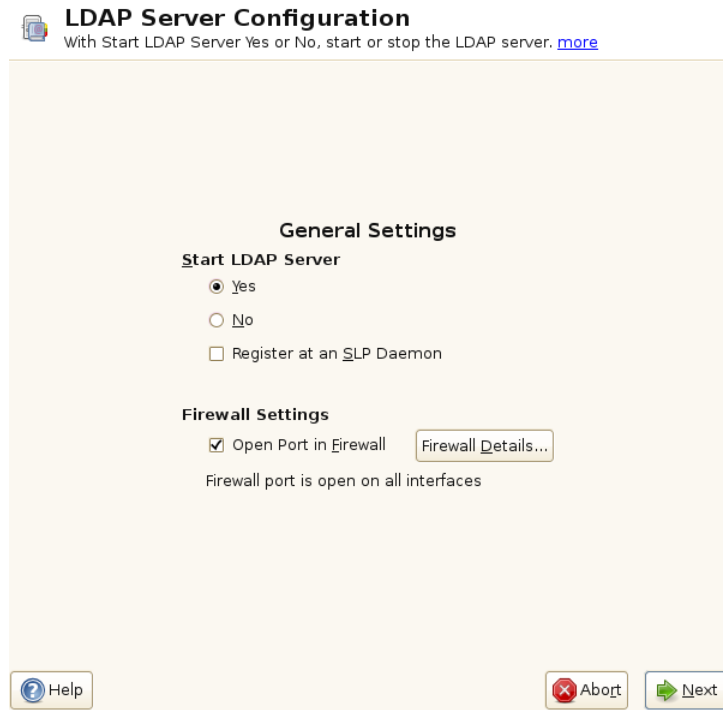 LDAP Server Configuration
With Start LDAP Server Yes or No, start or stop the LDAP server. more
General Settings
Start LDAP Server
Yes
No
Register at an SLP Daemon
Firewall Settings
Open Port in Firewall Firewall Details...
Firewall port is open on all interfaces
Help Abort Next